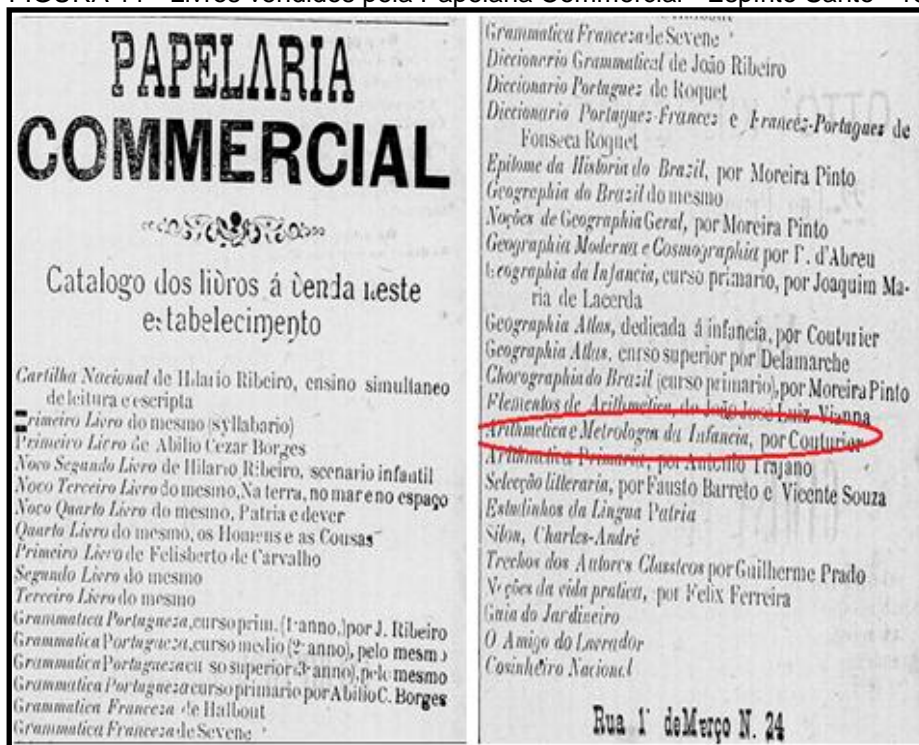 FIGURA 11 - Livros vendidos pela Papelaria Commercial - Espírito Santo -
PAPELARIA
COMMERCIAL
Catalogo dos livros á venda neste
estabelecimento
Cartilha Nacional de Hilario Ribeiro, ensino simultaneo
de leitura e escripta
Primeiro Livro do mesmo (syllabario)
Primeiro Livro de Abilio Cezar Borges
Novo Segundo Livro de Hilario Ribeiro, scenario infantil
Novo Terceiro Livro do mesmo, Na terra, no mar e no espaço
Novo Quarto Livro do mesmo, Patria e dever
Quarto Livro do mesmo, os Homens e as Cousas
Primeiro Livro de Felisberto de Carvalho
Segundo Livro do mesmo
Terceiro Livro do mesmo
Grammatica Portugueza, curso prim. (1º anno,) por J. Ribeiro
Grammatica Portugueza, curso medio (2º anno), pelo mesmo
Grammatica Portugueza cu so superior (3º anno), pelo mesmo
Grammatica Portugueza curso primario por Abilio C. Borges
Grammatica Franceza de Halbout
Grammatica Franceza de Sevene
Grammatica Franceza de Sevene
Diccionerio Grammatical de João Ribeiro
Diccionario Portuguez de Roquet
Diccionario Portuguez-Francez e Francez-Portuguez de
Fonseca Roquet
Epitome da Historia do Brazil, por Moreira Pinto
Geographia do Brazil do mesmo
Noções de Geographia Geral, por Moreira Pinto
Geographia Moderna e Cosmographia por P. d'Abreu
Geographia da Infancia, curso primario, por Joaquim Ma-
ria de Lacerda
Geographia Atlas, dedicada á infancia, por Couturier
Geographia Atlas, curso superior por Delamarche
Chorographia do Brazil (curso primario), por Moreira Pinto
Elementos de Arithmetica, de João José Luiz Vianna
Arithmetica e Metrologea da Infancia, por Couturier
Arithmetica Primaria, por Antonio Trajano
Selecção litteraria, por Fausto Barreto e Vicente Souza
Estudinhos da Lingua Patria
Silon, Charles-André
Trechos dos Autores Classicos por Guilherme Prado
Noções da vida pratica, por Felix Ferreira
Guia do Jardineiro
O Amigo do Lavrador
Cosinheiro Nacional
Rua 1º de Março N. 24